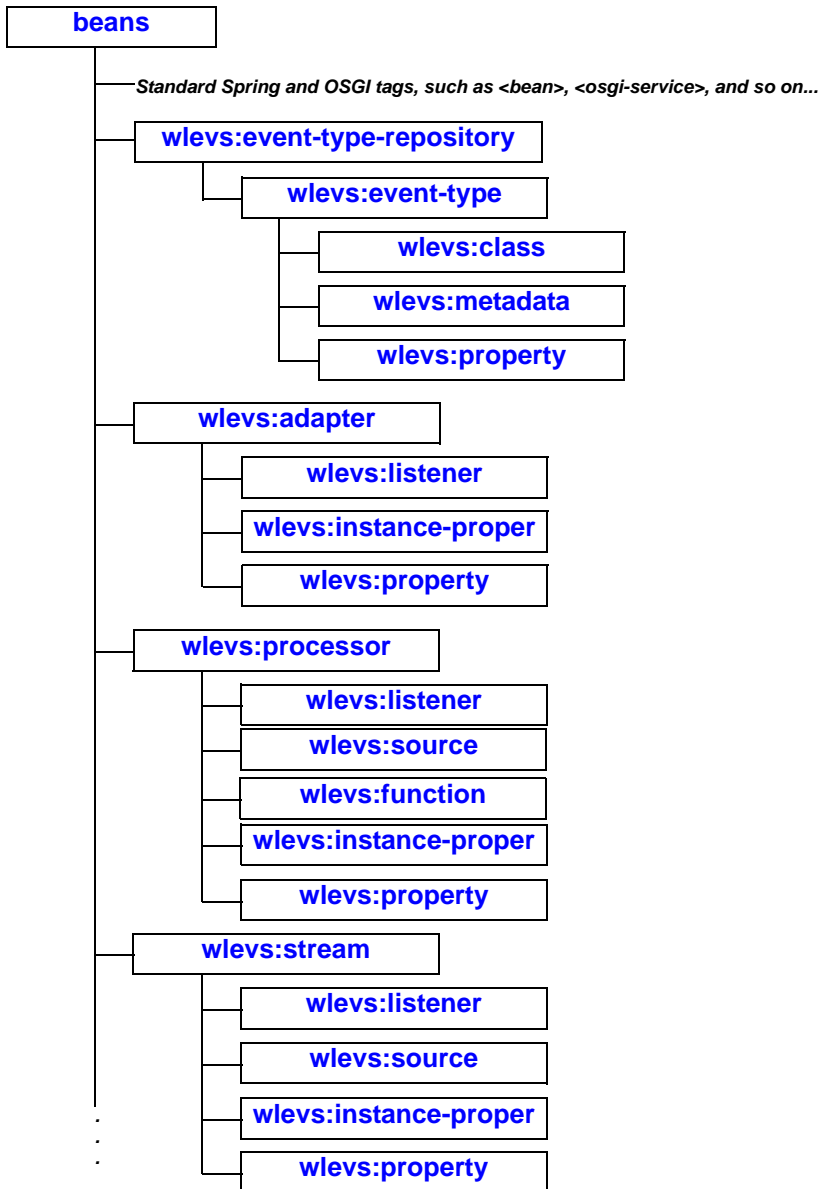 beans
Standard Spring and OSGI tags, such as <bean>, <osgi-service>, and so on...
wlevs:event-type-repository
wlevs:event-type
wlevs:class
wlevs:metadata
wlevs:property
wlevs:adapter
wlevs:listener
wlevs:instance-proper
wlevs:property
wlevs:processor
wlevs:listener
wlevs:source
wlevs:function
wlevs:instance-proper
wlevs:property
wlevs:stream
wlevs:listener
wlevs:source
wlevs:instance-proper
wlevs:property
.
.
.